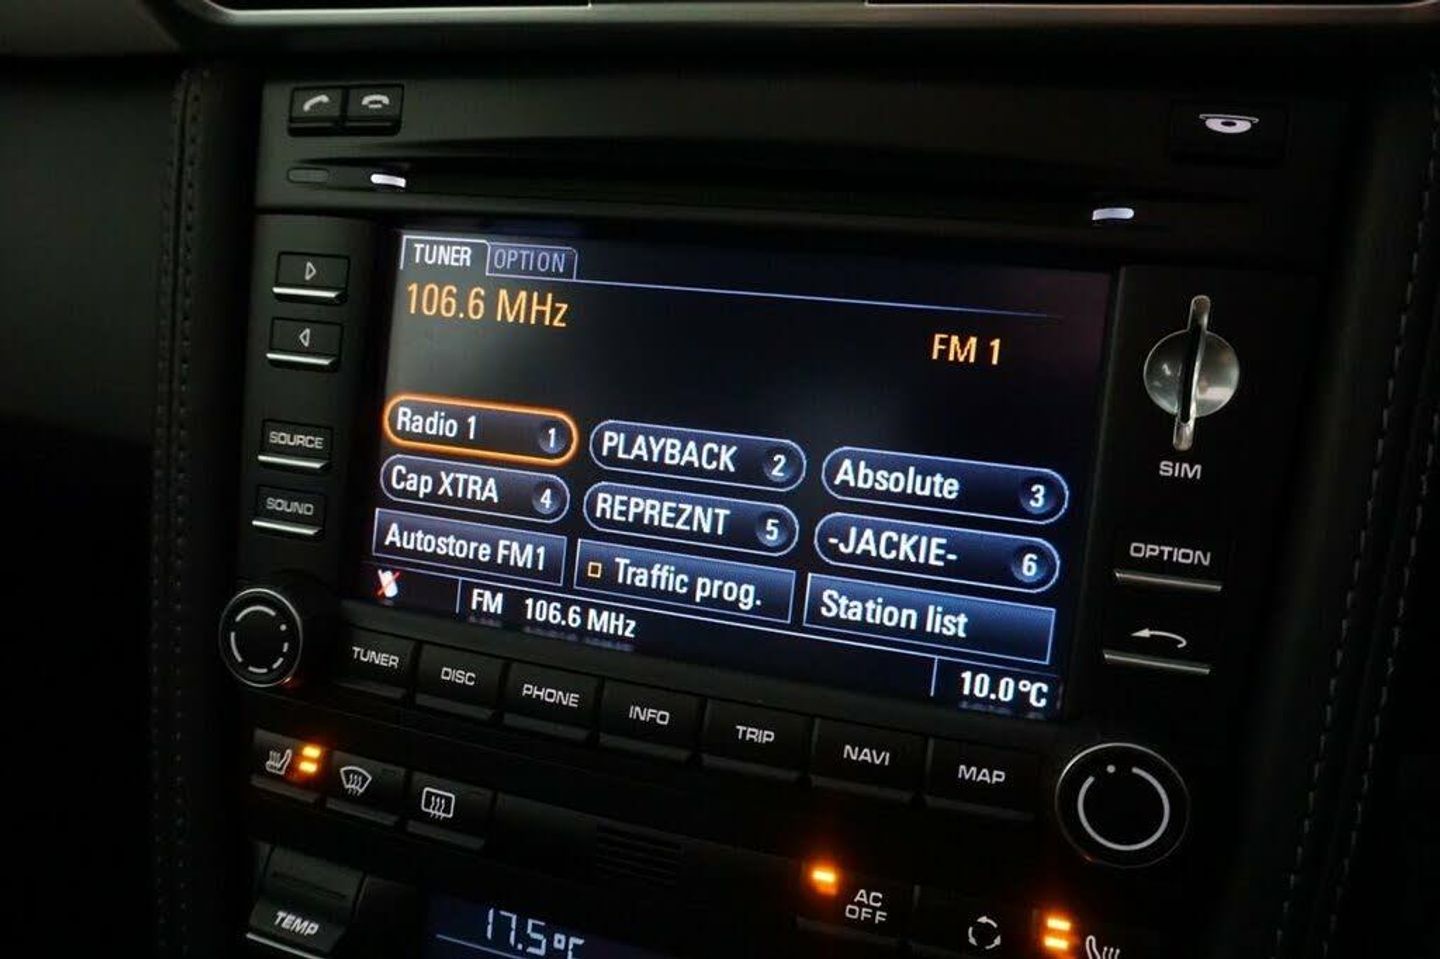 TUNER OPTION
106.6 MHz
FM 1
Radio 1 1 PLAYBACK 2 Absolute 3
Cap XTRA 4 REPREZNT 5 -JACKIE- 6
Autostore FM1 Traffic prog. Station list
FM 106.6 MHz
10.0°C
SOURCE
SOUND
SIM
OPTION
TUNER DISC PHONE INFO TRIP NAVI MAP
TEMP
17.5°C
AC
OFF